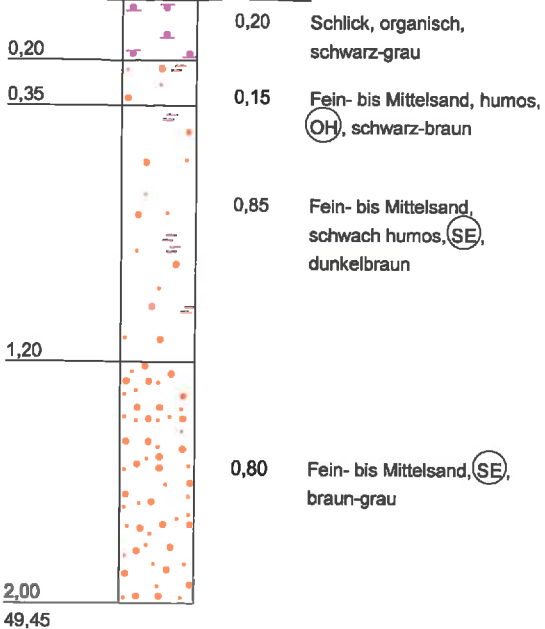 0,20 Schlick, organisch,
schwarz-grau
0,20
0,35
0,15 Fein- bis Mittelsand, humos,
OH, schwarz-braun
0,85 Fein- bis Mittelsand,
schwach humos, SE,
dunkelbraun
1,20
0,80 Fein- bis Mittelsand, SE,
braun-grau
2,00
49,45